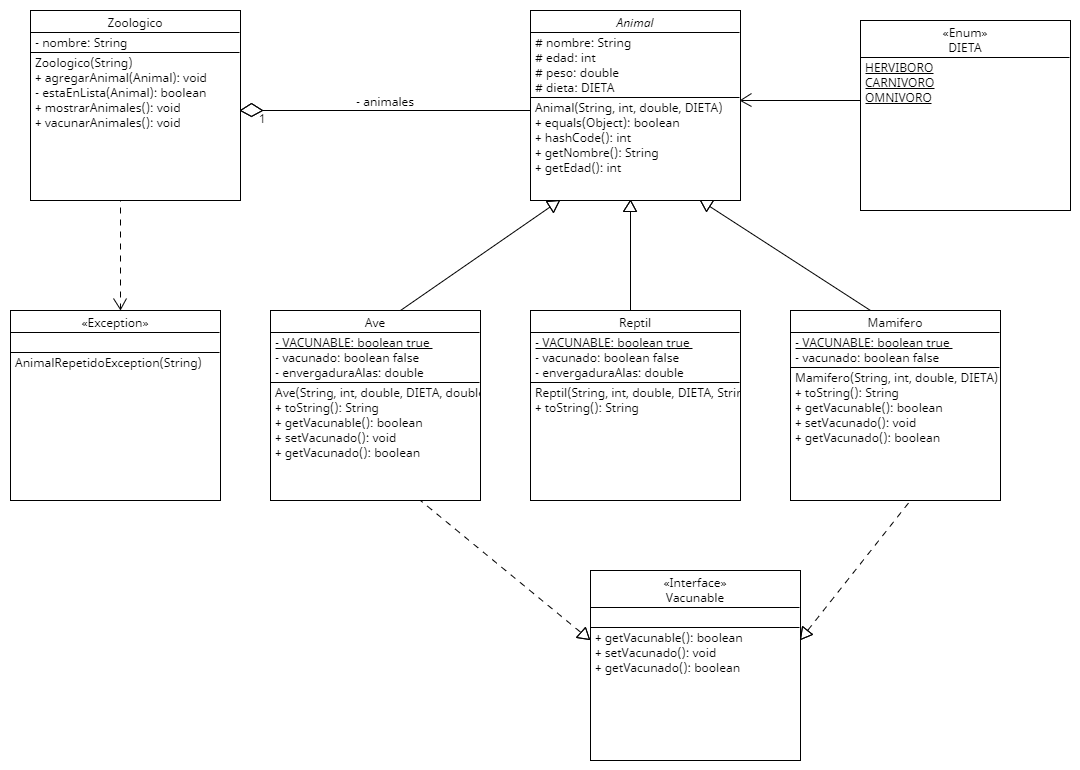 Zoologico
- nombre: String
Zoologico(String)
+ agregarAnimal(Animal): void
- estaEnLista(Animal): boolean
+ mostrarAnimales(): void
+ vacunarAnimales(): void
1
- animales
Animal
# nombre: String
# edad: int
# peso: double
# dieta: DIETA
Animal(String, int, double, DIETA)
+ equals(Object): boolean
+ hashCode(): int
+ getNombre(): String
+ getEdad(): int
«Enum»
DIETA
HERVIBORO
CARNIVORO
OMNIVORO
«Exception»
AnimalRepetidoException(String)
Ave
- VACUNABLE: boolean true
- vacunado: boolean false
- envergaduraAlas: double
Ave(String, int, double, DIETA, doubl
+ toString(): String
+ getVacunable(): boolean
+ setVacunado(): void
+ getVacunado(): boolean
Reptil
- VACUNABLE: boolean true
- vacunado: boolean false
- envergaduraAlas: double
Reptil(String, int, double, DIETA, Strin
+ toString(): String
Mamifero
- VACUNABLE: boolean true
- vacunado: boolean false
Mamifero(String, int, double, DIETA)
+ toString(): String
+ getVacunable(): boolean
+ setVacunado(): void
+ getVacunado(): boolean
«Interface»
Vacunable
+ getVacunable(): boolean
+ setVacunado(): void
+ getVacunado(): boolean